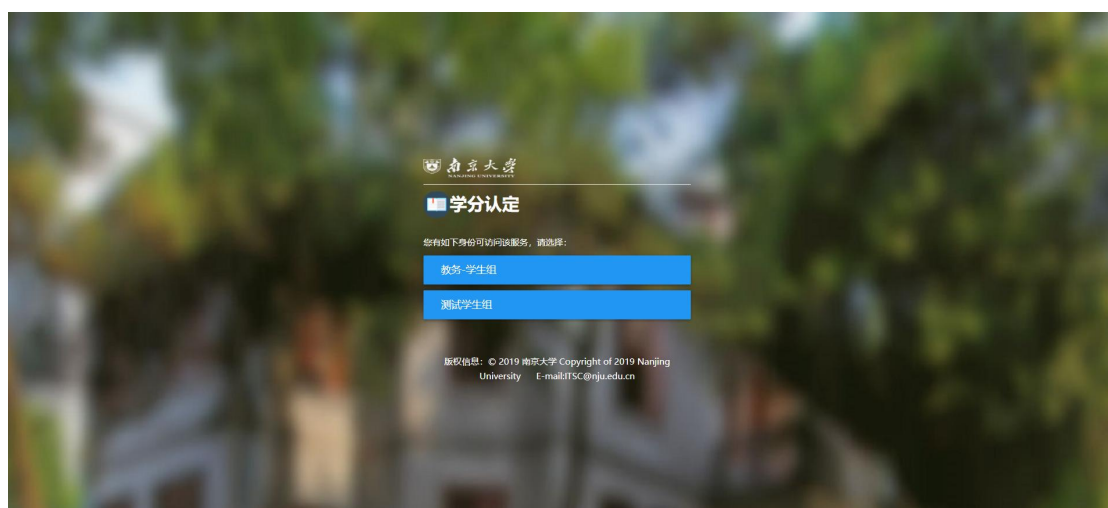 南京大学
NANJING UNIVERSITY
学分认定
您有如下身份可访问该服务，请选择：
教务-学生组
测试学生组
版权信息：© 2019 南京大学 Copyright of 2019 Nanjing
University E-mail:ITSC@nju.edu.cn